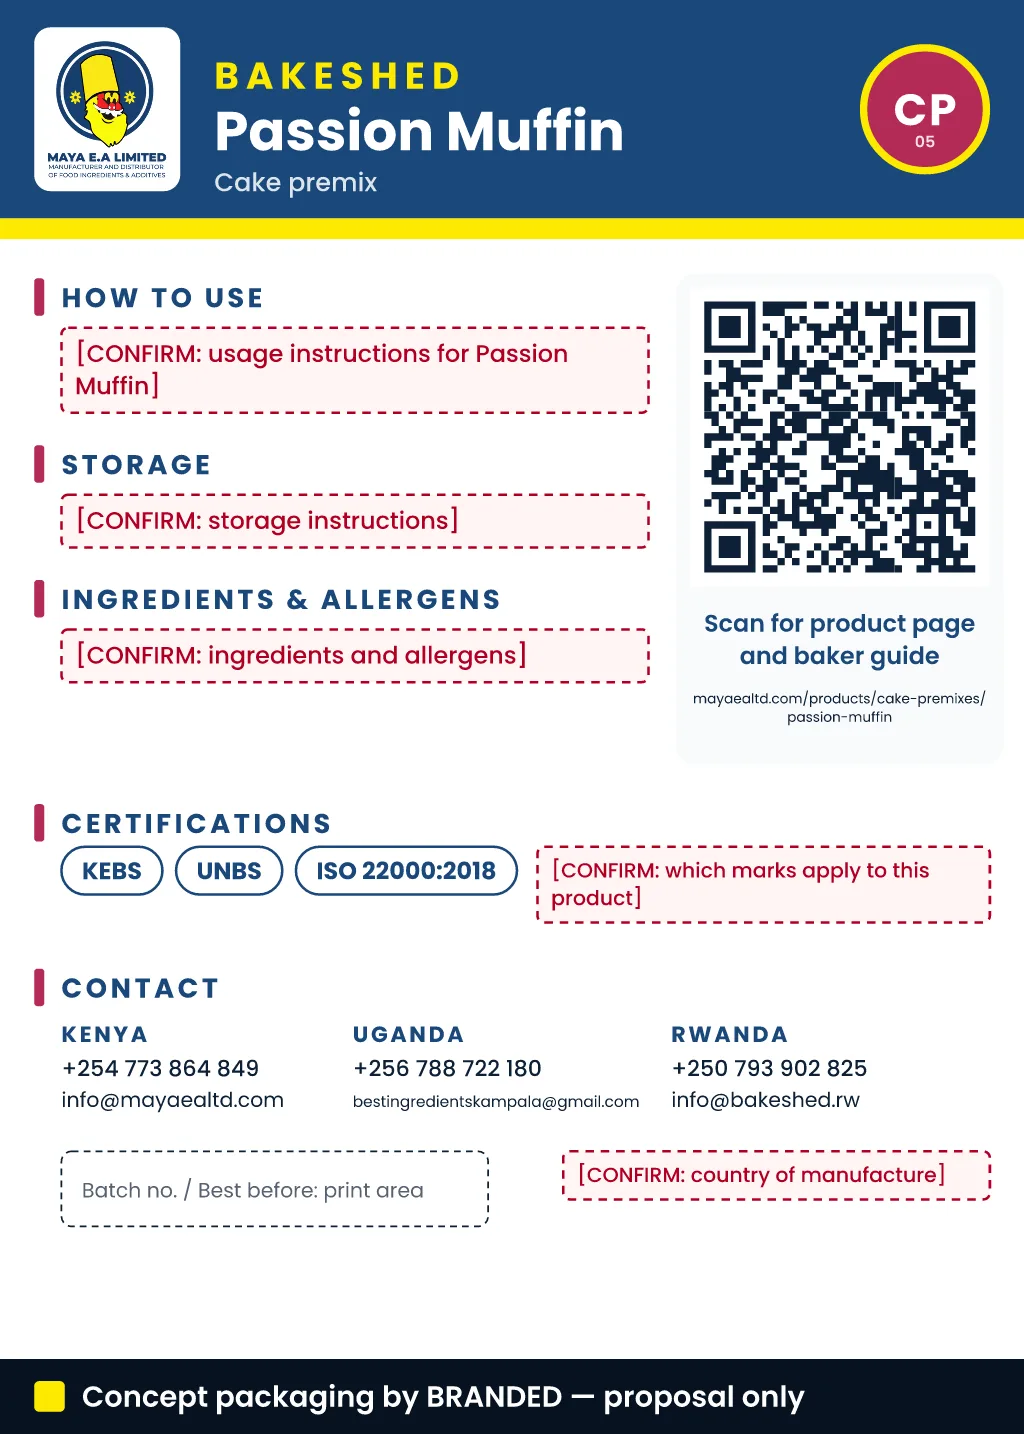 MAYA E.A LIMITED
MANUFACTURER AND DISTRIBUTOR
OF FOOD INGREDIENTS & ADDITIVES
BAKESHED
Passion Muffin
Cake premix
CP
05
HOW TO USE
[CONFIRM: usage instructions for Passion
Muffin]
STORAGE
[CONFIRM: storage instructions]
INGREDIENTS & ALLERGENS
[CONFIRM: ingredients and allergens]
Scan for product page
and baker guide
mayaealtd.com/products/cake-premixes/
passion-muffin
CERTIFICATIONS
KEBS
UNBS
ISO 22000:2018
[CONFIRM: which marks apply to this
product]
CONTACT
KENYA
+254 773 864 849
info@mayaealtd.com
UGANDA
+256 788 722 180
bestingredientskampala@gmail.com
RWANDA
+250 793 902 825
info@bakeshed.rw
Batch no. / Best before: print area
[CONFIRM: country of manufacture]
Concept packaging by BRANDED — proposal only